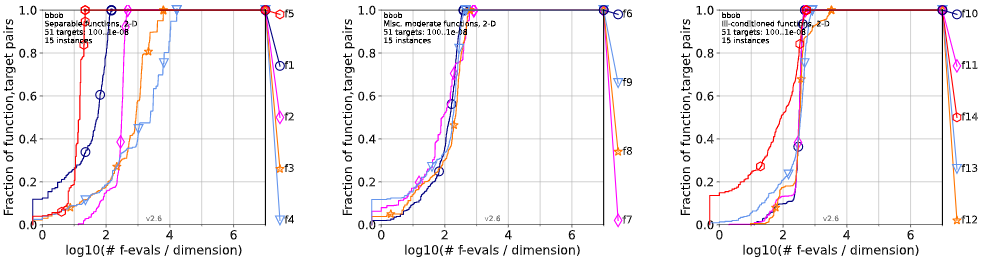 bbob
Separable functions, 2-D
51 targets: 100..1e-08
15 instances
Fraction of function,target pairs
1.0
0.8
0.6
0.4
0.2
0.0
0
2
4
6
log10(# f-evals / dimension)
v2.6
f5
f1
f2
f3
f4
bbob
Misc. moderate functions, 2-D
51 targets: 100..1e-08
15 instances
Fraction of function,target pairs
1.0
0.8
0.6
0.4
0.2
0.0
0
2
4
6
log10(# f-evals / dimension)
v2.6
f6
f9
f8
f7
bbob
Ill-conditioned functions, 2-D
51 targets: 100..1e-08
15 instances
Fraction of function,target pairs
1.0
0.8
0.6
0.4
0.2
0.0
0
2
4
6
log10(# f-evals / dimension)
v2.6
f10
f11
f14
f13
f12